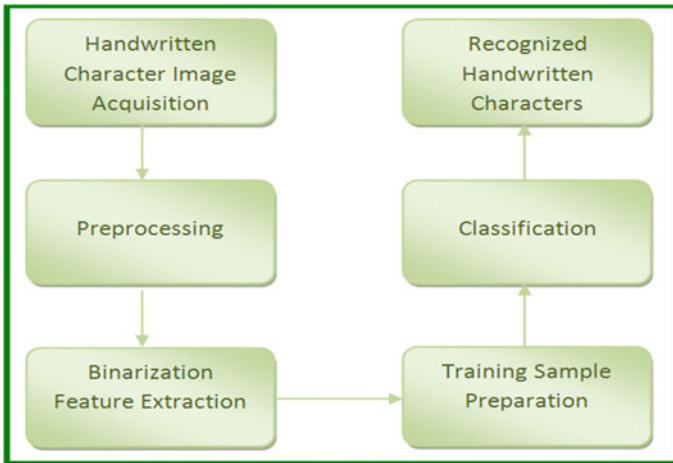 Handwritten
Character Image
Acquisition
Preprocessing
Binarization
Feature Extraction
Training Sample
Preparation
Classification
Recognized
Handwritten
Characters